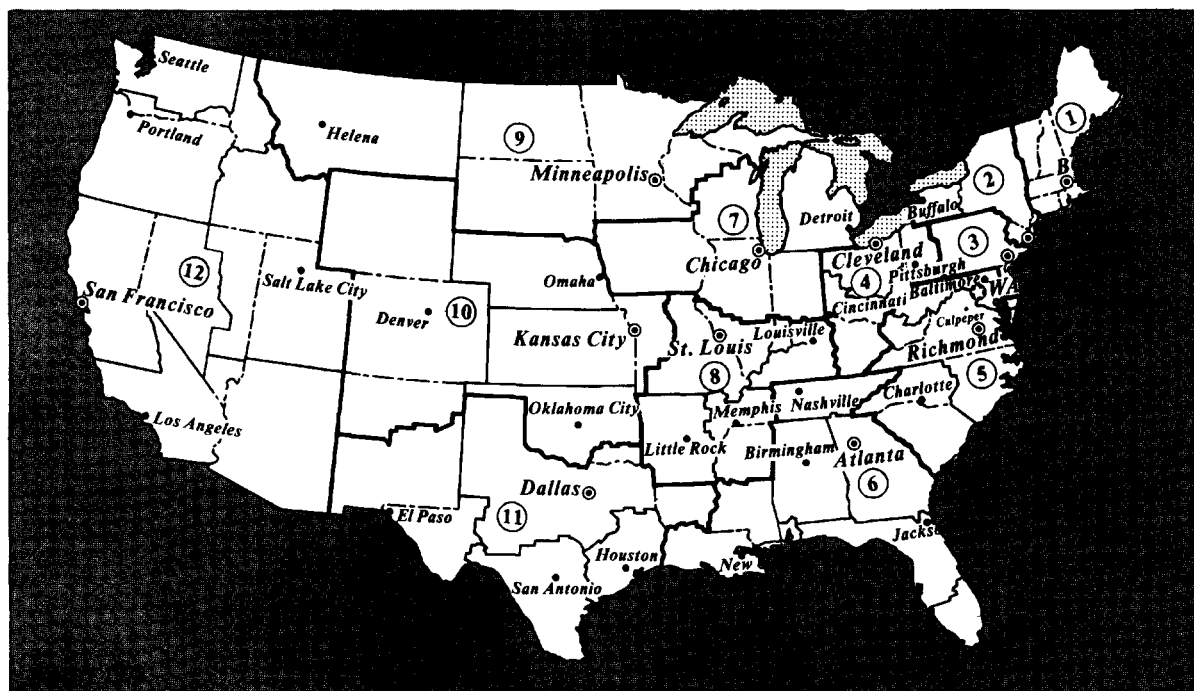 Seattle
1
Portland
Helena
9
Minneapolis
2
B
Buffalo
Detroit
7
3
Cleveland
Chicago
Pittsburgh
4
12
Salt Lake City
Omaha
Baltimore
WA
San Francisco
Cincinnati
10
Denver
Culpeper
Kansas City
Louisville
St. Louis
Richmond
8
5
Charlotte
Oklahoma City
Memphis
Nashville
Los Angeles
Little Rock
Birmingham
Atlanta
6
Dallas
11
El Paso
Jacks
Houston
New
San Antonio